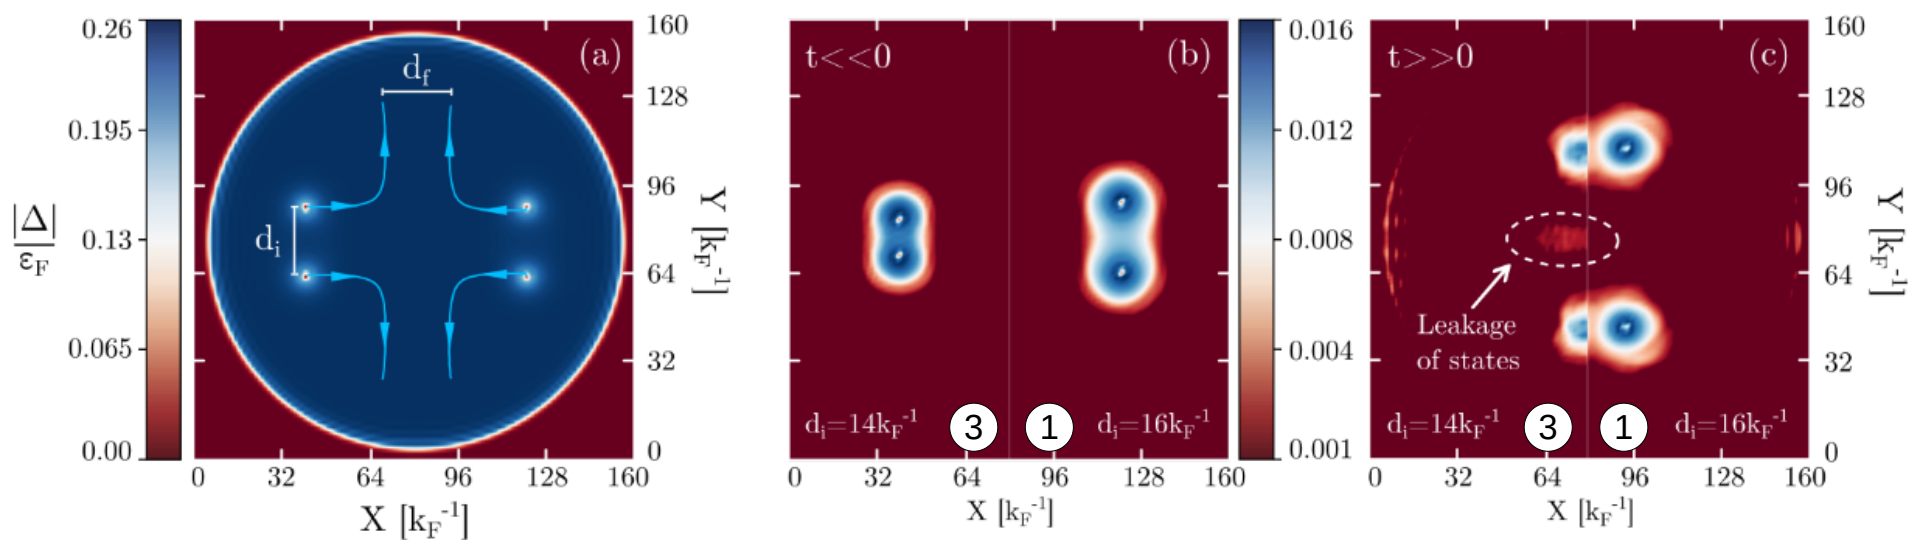 0.26
0.195
0.13
0.065
0.00
|Δ|
εF
(a)
df
di
160
128
96
64
32
0
Y [kF-1]
0 32 64 96 128 160
X [kF-1]
t<<0
(b)
di=14kF-1
3
1
di=16kF-1
0 32 64 96 128 160
X [kF-1]
0.016
0.012
0.008
0.004
0.001
t>>0
(c)
Leakage
of states
di=14kF-1
3
1
di=16kF-1
160
128
96
64
32
0
Y [kF-1]
0 32 64 96 128 160
X [kF-1]